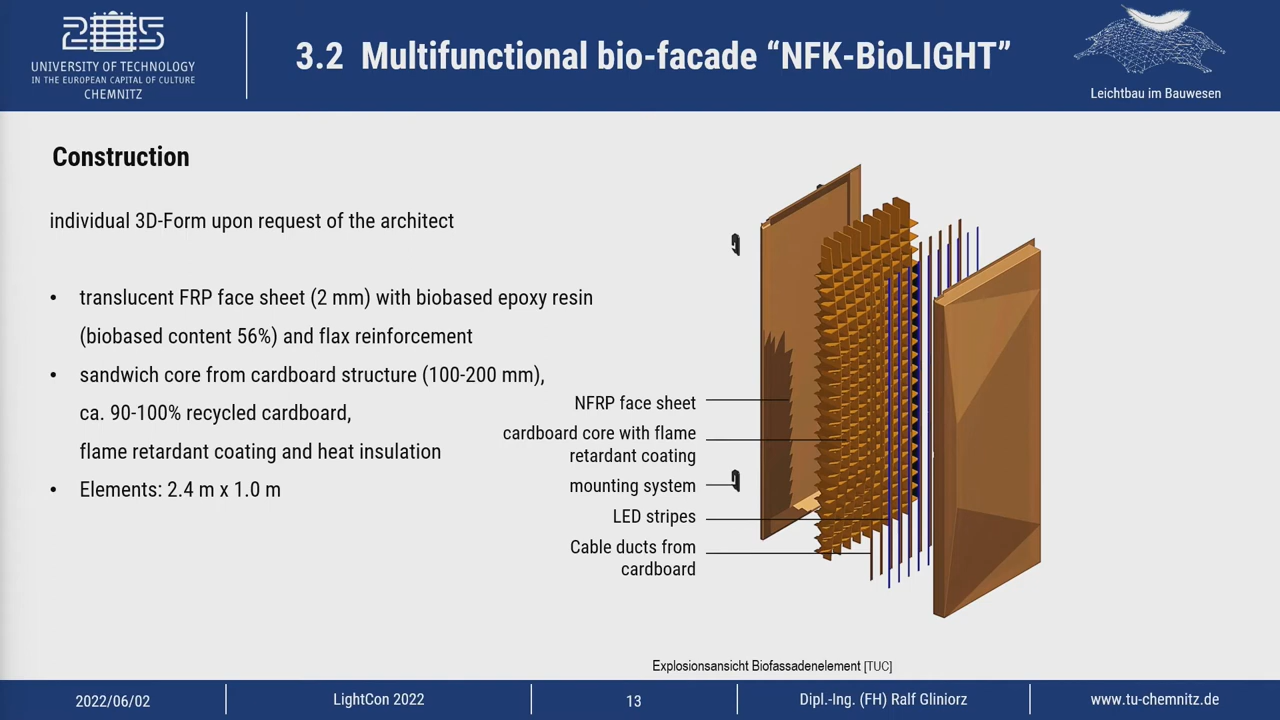 UNIVERSITY OF TECHNOLOGY
IN THE EUROPEAN CAPITAL OF CULTURE
CHEMNITZ
3.2 Multifunctional bio-facade “NFK-BioLIGHT”
Leichtbau im Bauwesen
Construction
individual 3D-Form upon request of the architect
• translucent FRP face sheet (2 mm) with biobased epoxy resin
(biobased content 56%) and flax reinforcement
• sandwich core from cardboard structure (100-200 mm),
ca. 90-100% recycled cardboard,
flame retardant coating and heat insulation
• Elements: 2.4 m x 1.0 m
NFRP face sheet
cardboard core with flame
retardant coating
mounting system
LED stripes
Cable ducts from
cardboard
Explosionsansicht Biofassadenelement [TUC]
2022/06/02
LightCon 2022
13
Dipl.-Ing. (FH) Ralf Gliniorz
www.tu-chemnitz.de